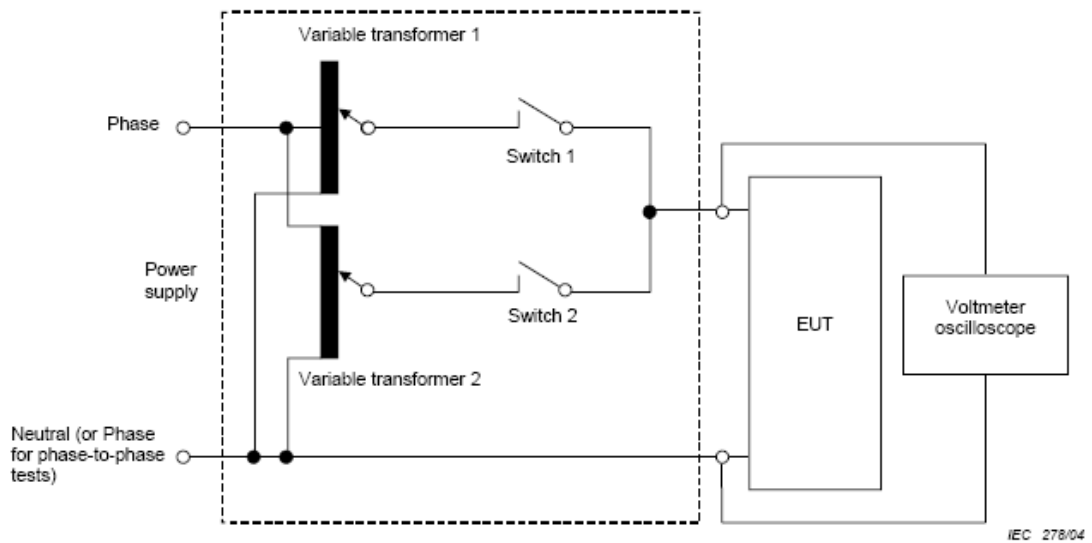 Variable transformer 1
Phase
Switch 1
Power
supply
Switch 2
EUT
Voltmeter
oscilloscope
Variable transformer 2
Neutral (or Phase
for phase-to-phase
tests)
IEC 278/04